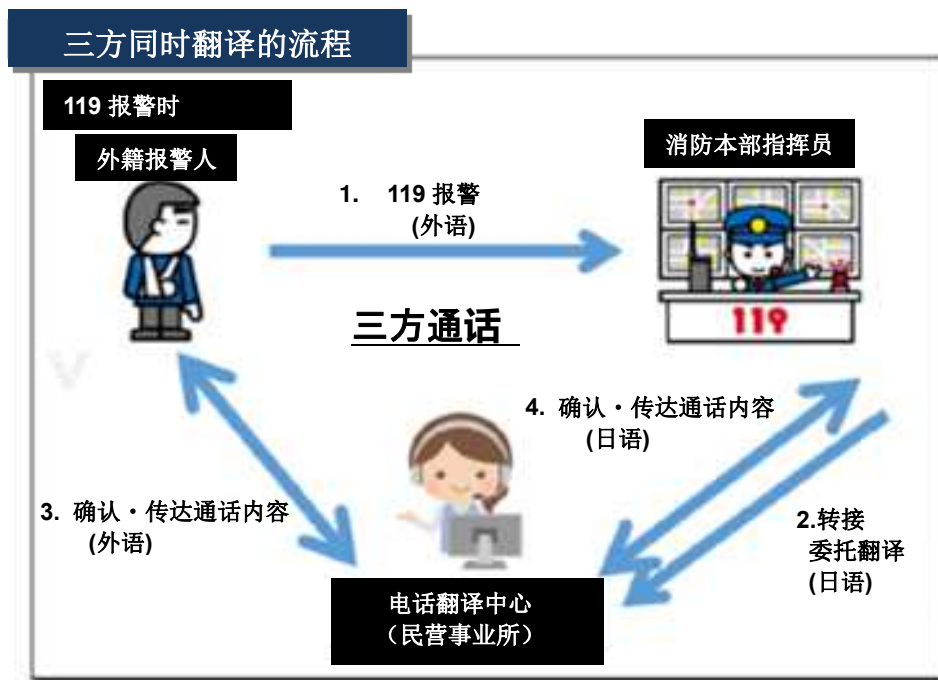 三方同时翻译的流程
119 报警时
外籍报警人
消防本部指挥员
1. 119 报警
(外语)
119
三方通话
4. 确认・传达通话内容
(日语)
3. 确认・传达通话内容
(外语)
2.转接
委托翻译
(日语)
电话翻译中心
（民营事业所）